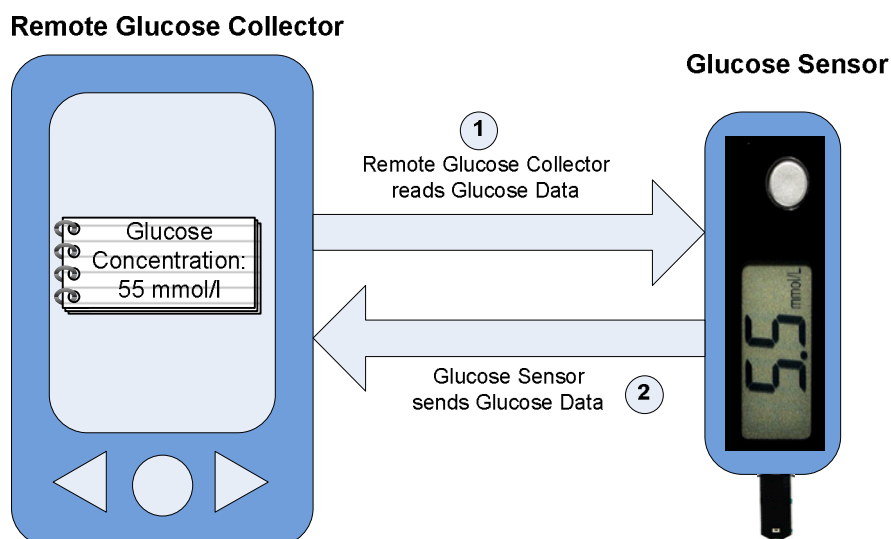 Remote Glucose Collector
Glucose Sensor
1
Remote Glucose Collector
reads Glucose Data
Glucose
Concentration:
55 mmol/l
5.5 mmol/L
Glucose Sensor
sends Glucose Data
2